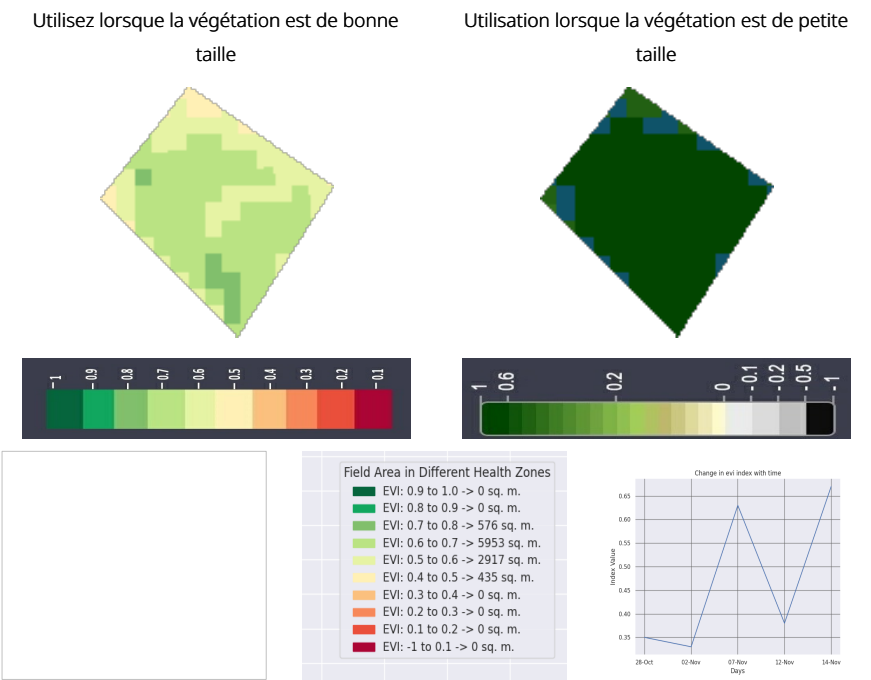 Utilisez lorsque la végétation est de bonne
taille
Utilisation lorsque la végétation est de petite
taille
- 1
- 0.9
- 0.8
- 0.7
- 0.6
- 0.5
- 0.4
- 0.3
- 0.2
- 0.1
1
0.6
0.2
0
- 0.1
- 0.2
- 0.5
- 1
Field Area in Different Health Zones
EVI: 0.9 to 1.0 -> 0 sq. m.
EVI: 0.8 to 0.9 -> 0 sq. m.
EVI: 0.7 to 0.8 -> 576 sq. m.
EVI: 0.6 to 0.7 -> 5953 sq. m.
EVI: 0.5 to 0.6 -> 2917 sq. m.
EVI: 0.4 to 0.5 -> 435 sq. m.
EVI: 0.3 to 0.4 -> 0 sq. m.
EVI: 0.2 to 0.3 -> 0 sq. m.
EVI: 0.1 to 0.2 -> 0 sq. m.
EVI: -1 to 0.1 -> 0 sq. m.
Change in evi index with time
Index Value
0.65
0.60
0.55
0.50
0.45
0.40
0.35
28-Oct
02-Nov
07-Nov
12-Nov
14-Nov
Days